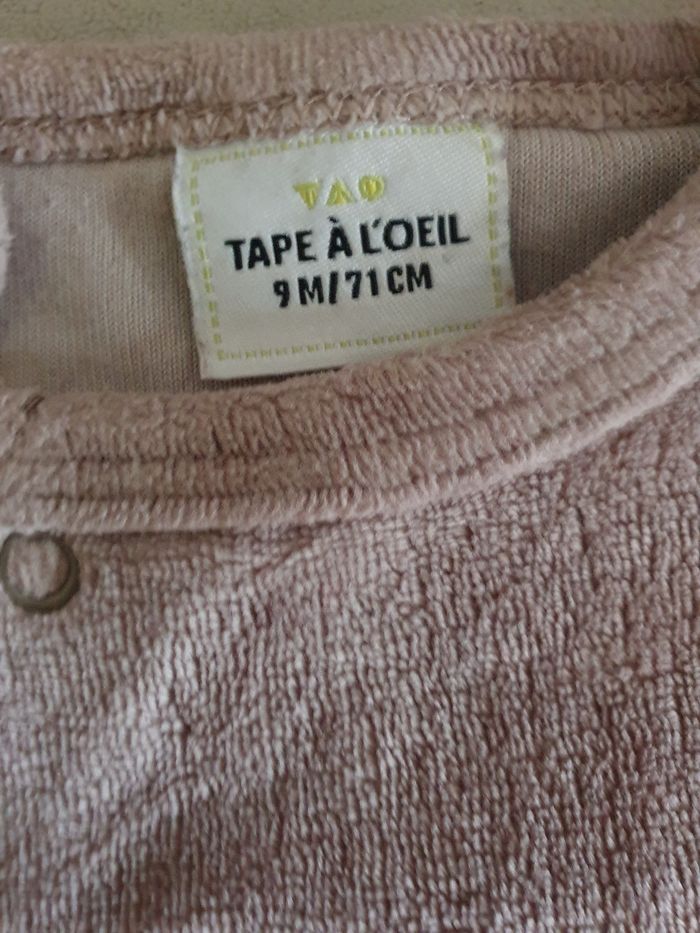 TAO
TAPE À L'OEIL
9 M/71 CM